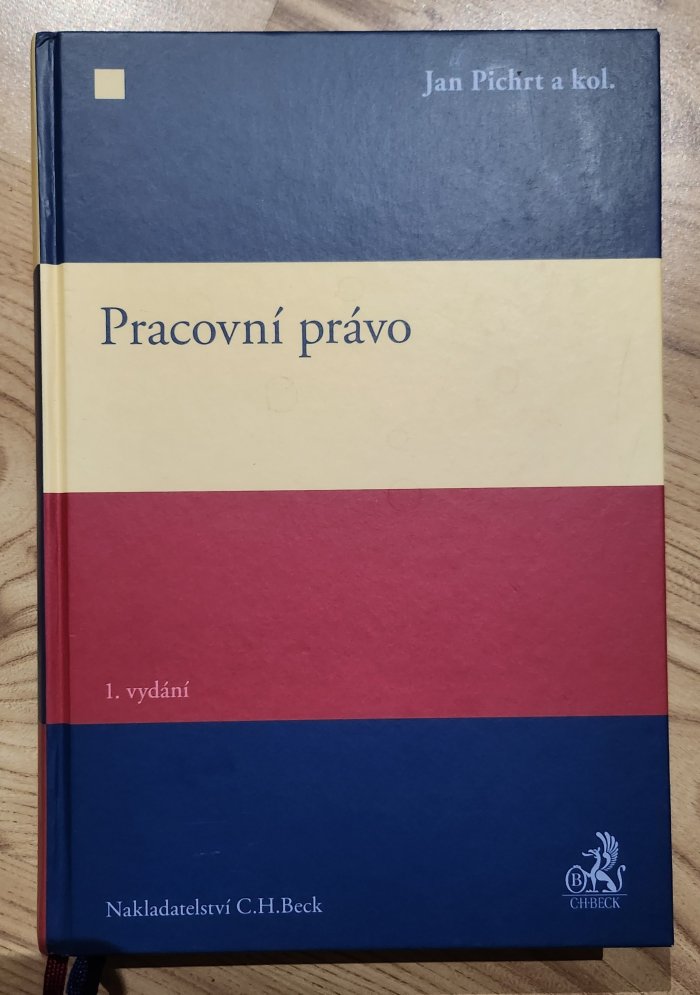 Jan Pichrt a kol.
Pracovní právo
1. vydání
Nakladatelství C.H.Beck
B
C·H·BECK